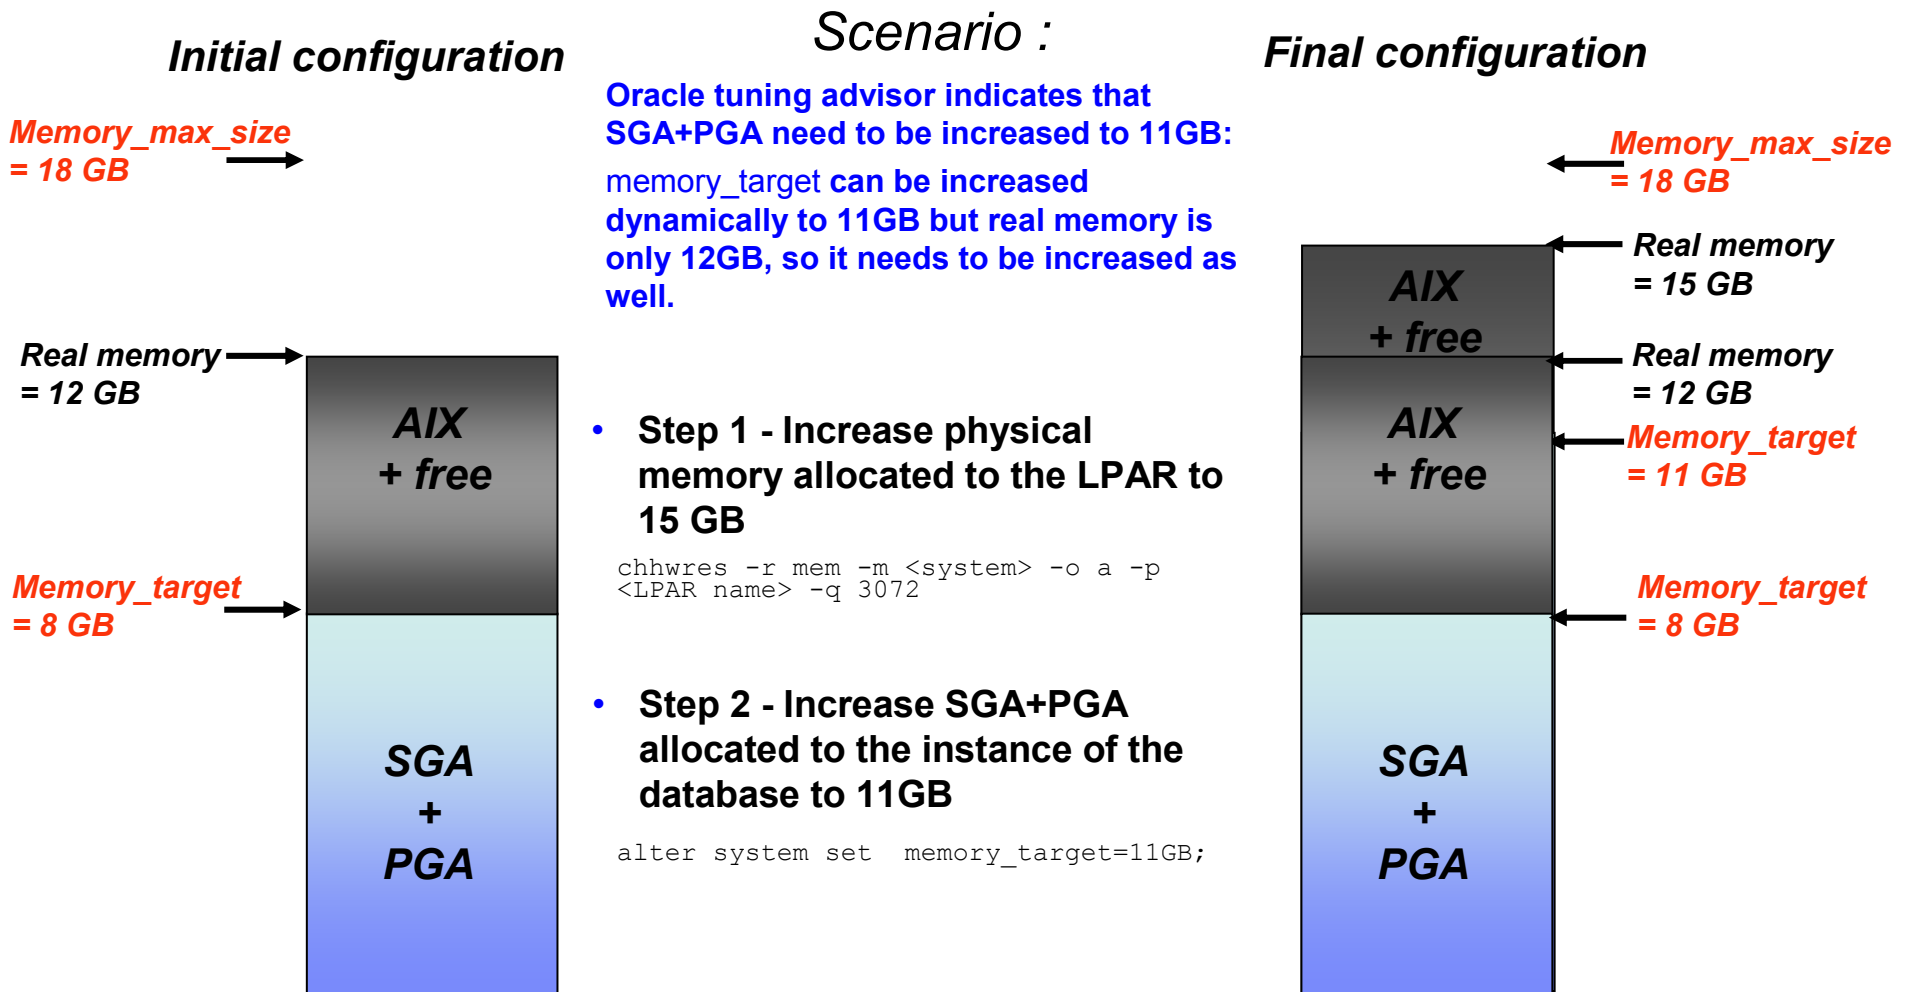 Scenario :
Initial configuration
Memory_max_size
= 18 GB
Real memory
= 12 GB
AIX
+ free
Memory_target
= 8 GB
SGA
+
PGA
Oracle tuning advisor indicates that
SGA+PGA need to be increased to 11GB:
memory_target can be increased
dynamically to 11GB but real memory is
only 12GB, so it needs to be increased as
well.
• Step 1 - Increase physical
memory allocated to the LPAR to
15 GB
chhwres -r mem -m <system> -o a -p
<LPAR name> -q 3072
• Step 2 - Increase SGA+PGA
allocated to the instance of the
database to 11GB
alter system set  memory_target=11GB;
Final configuration
Memory_max_size
= 18 GB
Real memory
= 15 GB
AIX
+ free
Real memory
= 12 GB
AIX
+ free
Memory_target
= 11 GB
Memory_target
= 8 GB
SGA
+
PGA